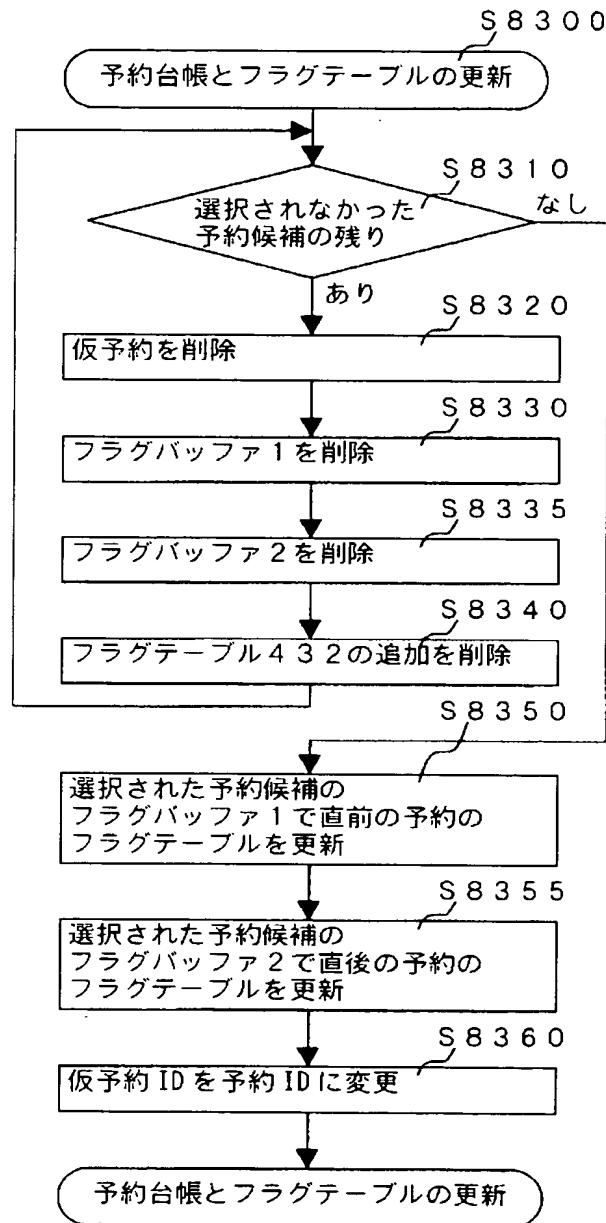 S8300
予約台帳とフラグテーブルの更新
S8310
選択されなかった
予約候補の残り
なし
あり
S8320
仮予約を削除
S8330
フラグバッファ1を削除
S8335
フラグバッファ2を削除
S8340
フラグテーブル432の追加を削除
S8350
選択された予約候補の
フラグバッファ1で直前の予約の
フラグテーブルを更新
S8355
選択された予約候補の
フラグバッファ2で直後の予約の
フラグテーブルを更新
S8360
仮予約IDを予約IDに変更
予約台帳とフラグテーブルの更新